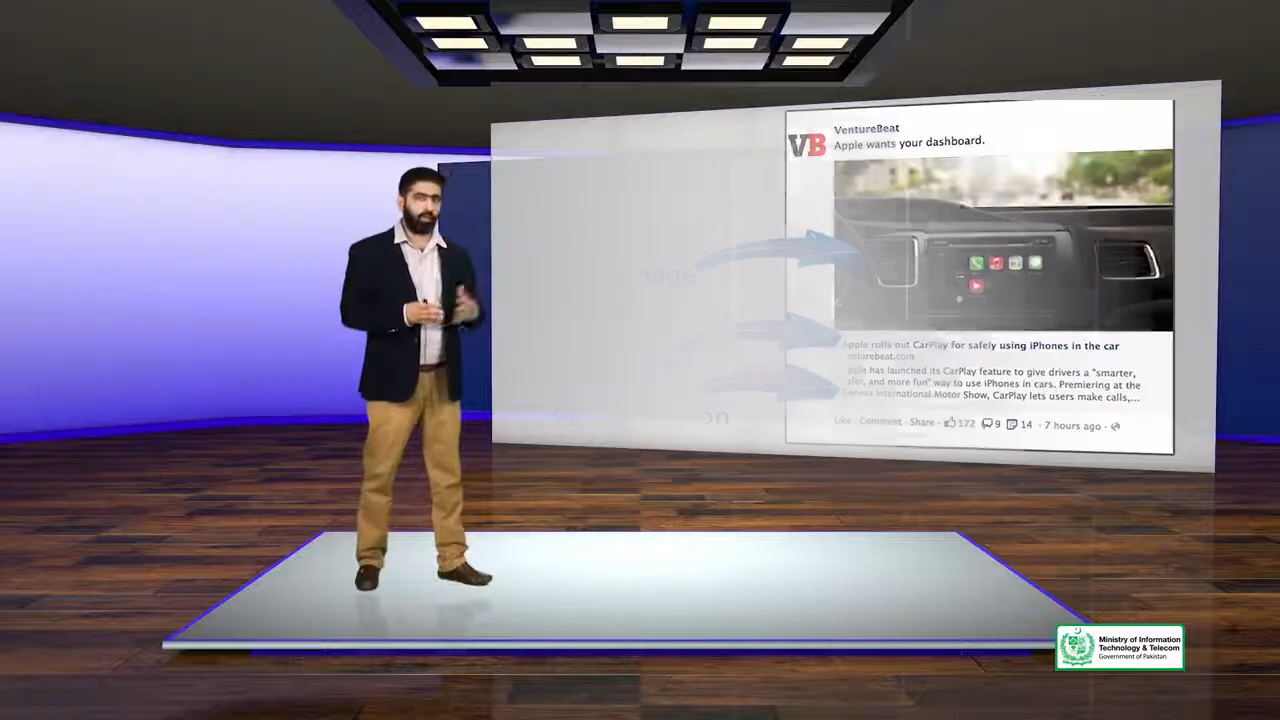 VB
VentureBeat
Apple wants your dashboard.
Apple rolls out CarPlay for safely using iPhones in the car
enturebeat.com
pple has launched its CarPlay feature to give drivers a "smarter,
fer, and more fun" way to use iPhones in cars. Premiering at the
Geneva International Motor Show, CarPlay lets users make calls,...
Like · Comment · Share · 172 9 14 · 7 hours ago ·
Ministry of Information
Technology & Telecom
Government of Pakistan